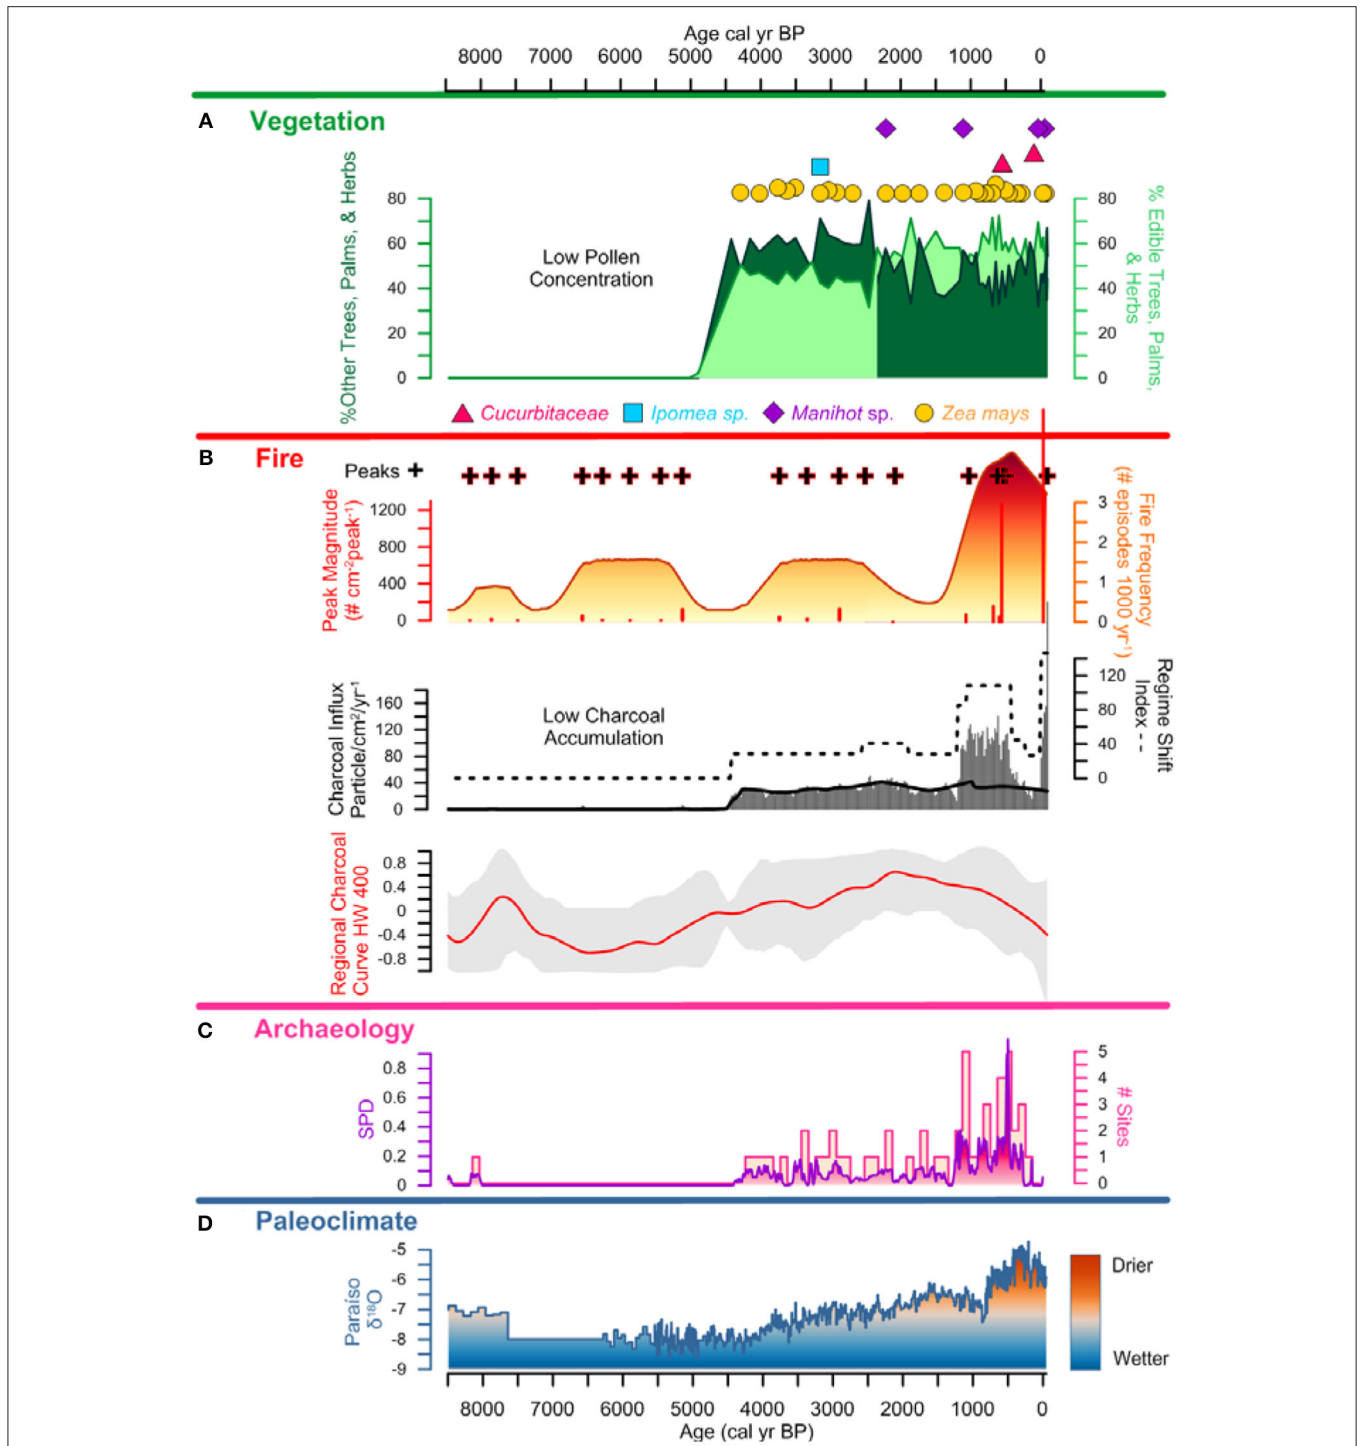 Age cal yr BP
8000 7000 6000 5000 4000 3000 2000 1000 0
A Vegetation
%Other Trees, Palms, & Herbs
80
60
40
20
0
Low Pollen
Concentration
80
60
40
20
0
% Edible Trees, Palms,
& Herbs
Cucurbitaceae Ipomea sp. Manihot sp. Zea mays
B Fire
Peaks +
Peak Magnitude
(# cm-2peak-1)
1200
800
400
0
3
2
1
0
Fire Frequency
(# episodes 1000 yr-1)
Charcoal Influx
Particle/cm2/yr-1
160
120
80
40
0
Low Charcoal
Accumulation
120
80
40
0
Regime Shift
Index - -
Regional Charcoal
Curve HW 400
0.8
0.4
0
-0.4
-0.8
C Archaeology
SPD
0.8
0.6
0.4
0.2
0
5
4
3
2
1
0
# Sites
D Paleoclimate
Paraíso
δ18O
-5
-6
-7
-8
-9
Drier
Wetter
8000 7000 6000 5000 4000 3000 2000 1000 0
Age (cal yr BP)